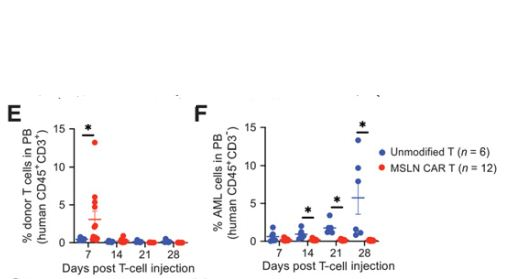 E
F
*
15
10
5
0
% donor T cells in PB
(human CD45⁺CD3⁺)
7 14 21 28
Days post T-cell injection
*
*
*
15
10
5
0
% AML cells in PB
(human CD45⁺CD3⁻)
7 14 21 28
Days post T-cell injection
Unmodified T (n = 6)
MSLN CAR T (n = 12)